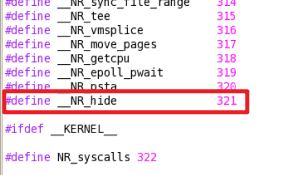 #define __NR_sync_file_range 314
#define __NR_tee 315
#define __NR_vmsplice 316
#define __NR_move_pages 317
#define __NR_getcpu 318
#define __NR_epoll_pwait 319
#define __NR_psta 320
#define __NR_hide 321
#ifdef __KERNEL__
#define NR_syscalls 322